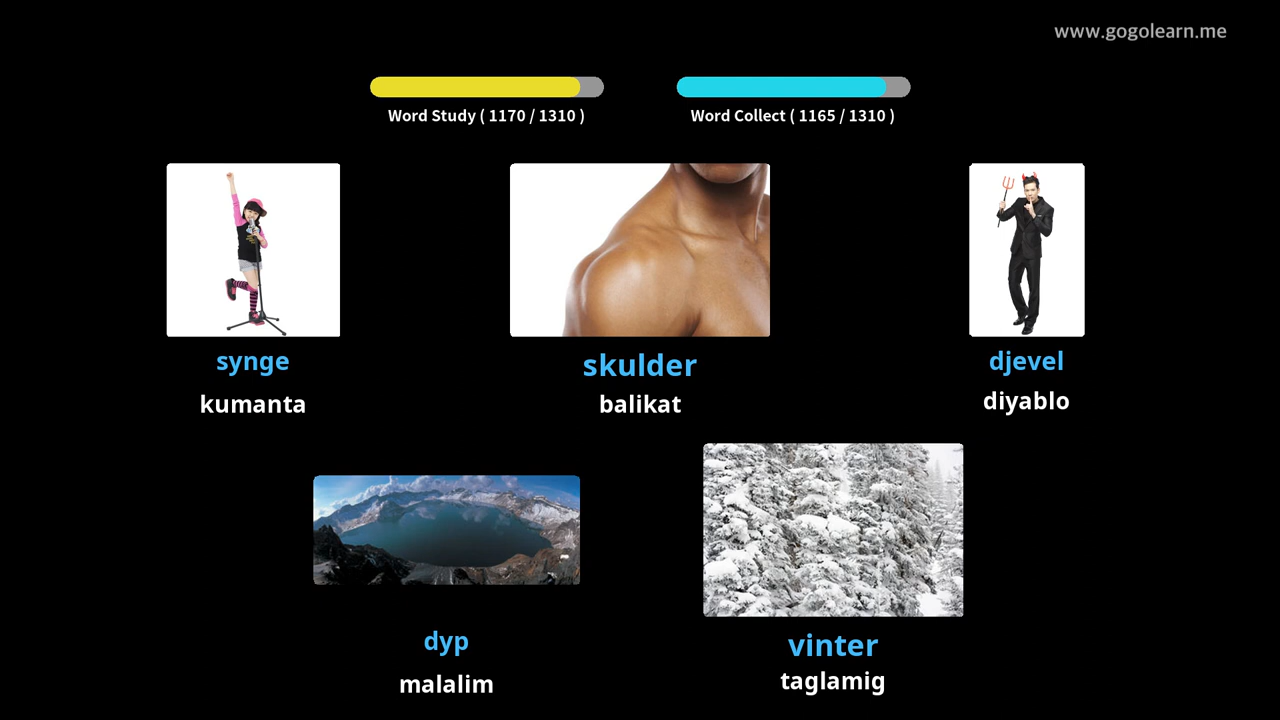 www.gogolearn.me
Word Study ( 1170 / 1310 )
Word Collect ( 1165 / 1310 )
synge
kumanta
skulder
balikat
djevel
diyablo
dyp
malalim
vinter
taglamig